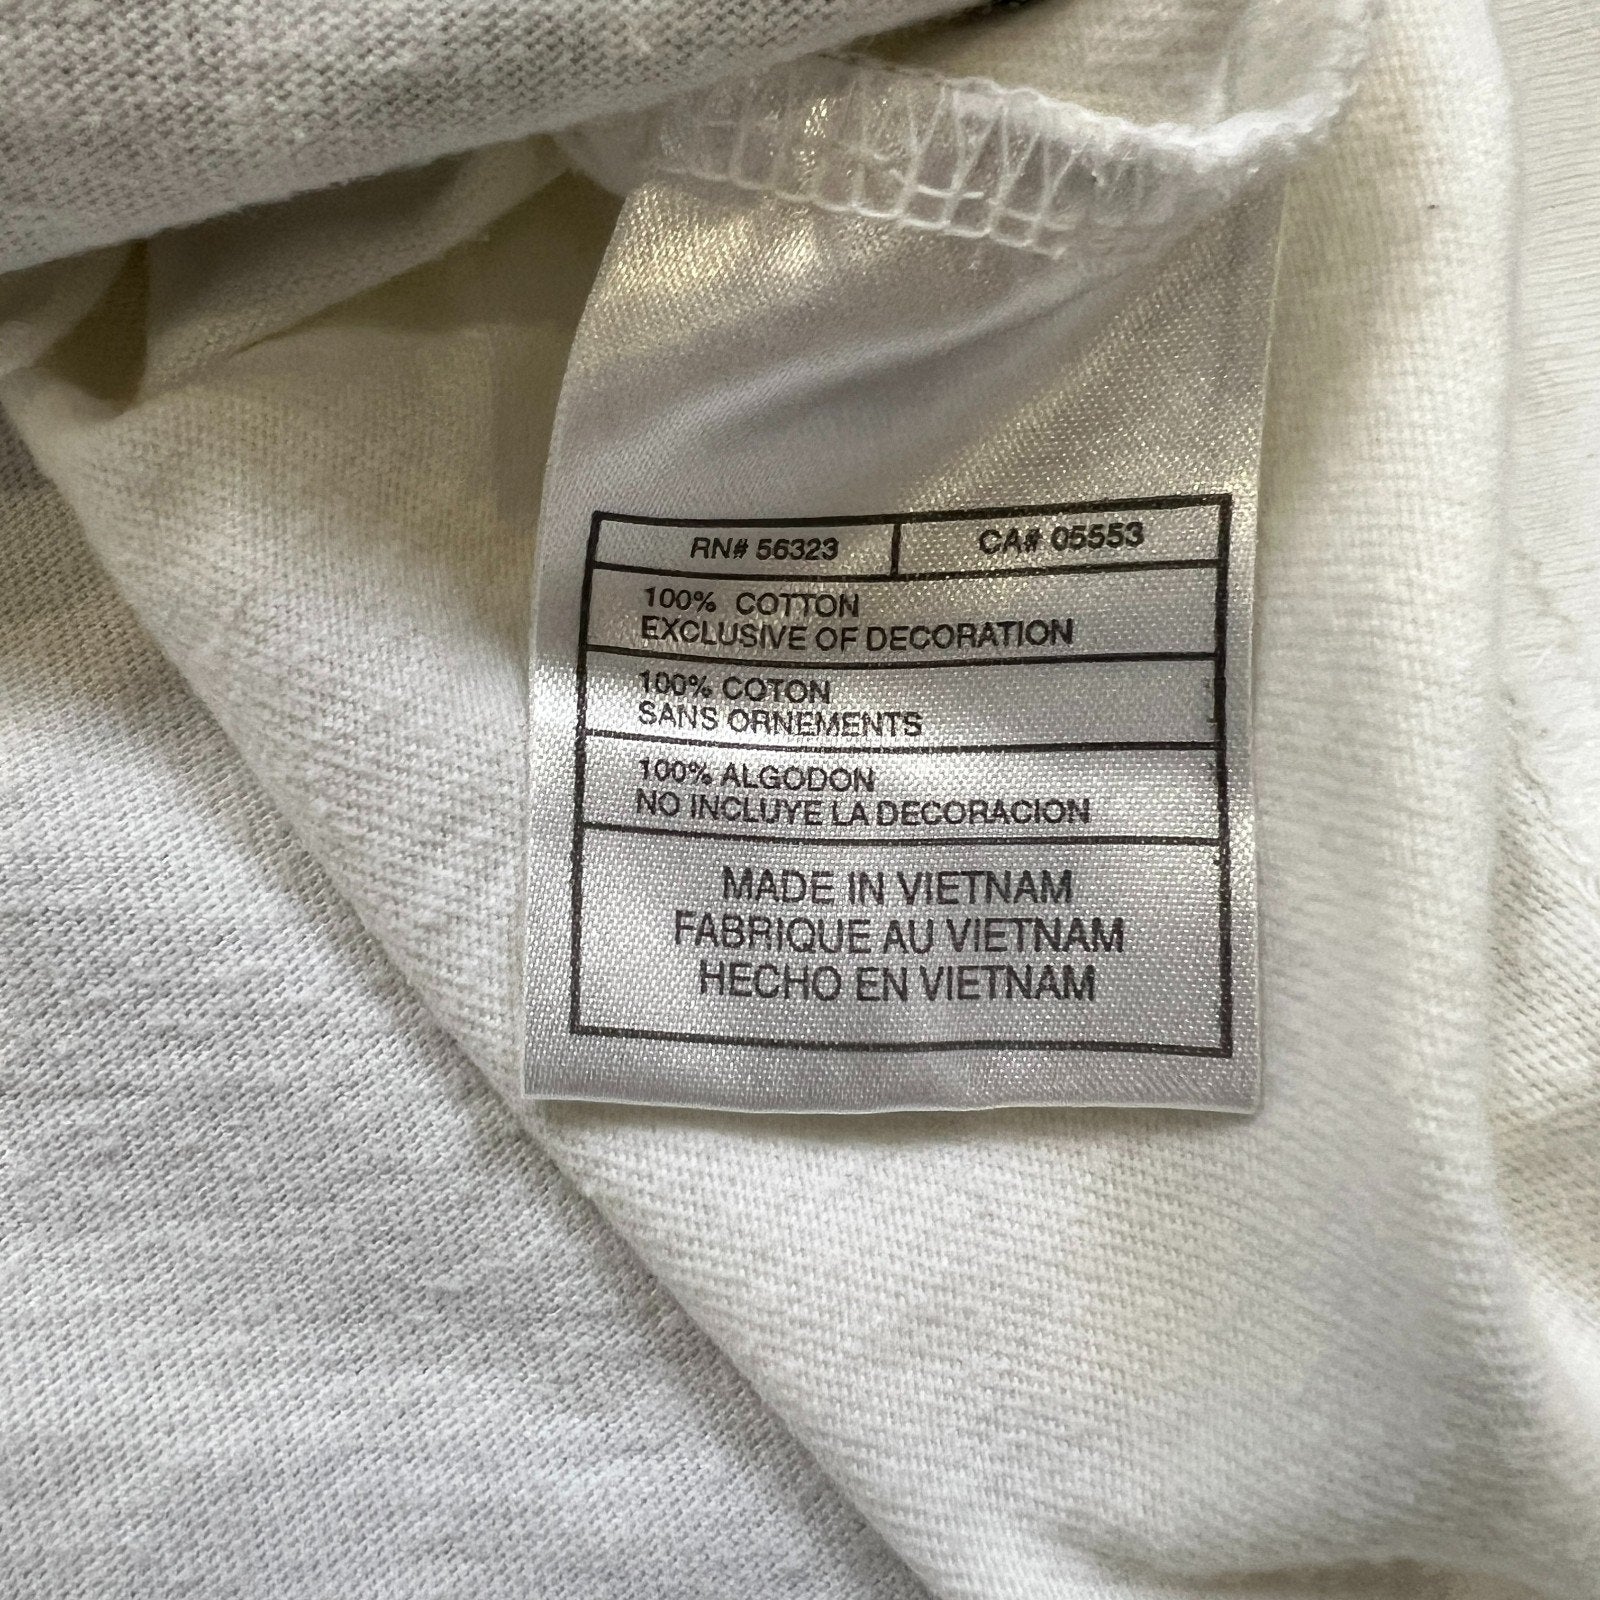 RN# 56323 CA# 05553
100% COTTON
EXCLUSIVE OF DECORATION
100% COTON
SANS ORNEMENTS
100% ALGODON
NO INCLUYE LA DECORACION
MADE IN VIETNAM
FABRIQUE AU VIETNAM
HECHO EN VIETNAM